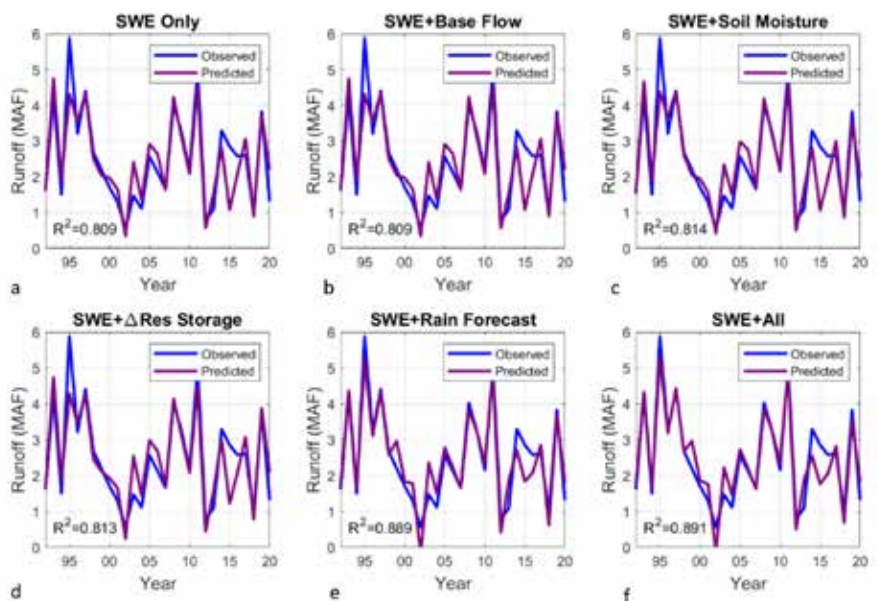 SWE Only
6
5
4
3
2
1
0
Runoff (MAF)
Observed
Predicted
R²=0.809
95 00 05 10 15 20
Year
a
SWE+Base Flow
6
5
4
3
2
1
0
Runoff (MAF)
Observed
Predicted
R²=0.809
95 00 05 10 15 20
Year
b
SWE+Soil Moisture
6
5
4
3
2
1
0
Runoff (MAF)
Observed
Predicted
R²=0.814
95 00 05 10 15 20
Year
c
SWE+△Res Storage
6
5
4
3
2
1
0
Runoff (MAF)
Observed
Predicted
R²=0.813
95 00 05 10 15 20
Year
d
SWE+Rain Forecast
6
5
4
3
2
1
0
Runoff (MAF)
Observed
Predicted
R²=0.889
95 00 05 10 15 20
Year
e
SWE+All
6
5
4
3
2
1
0
Runoff (MAF)
Observed
Predicted
R²=0.891
95 00 05 10 15 20
Year
f